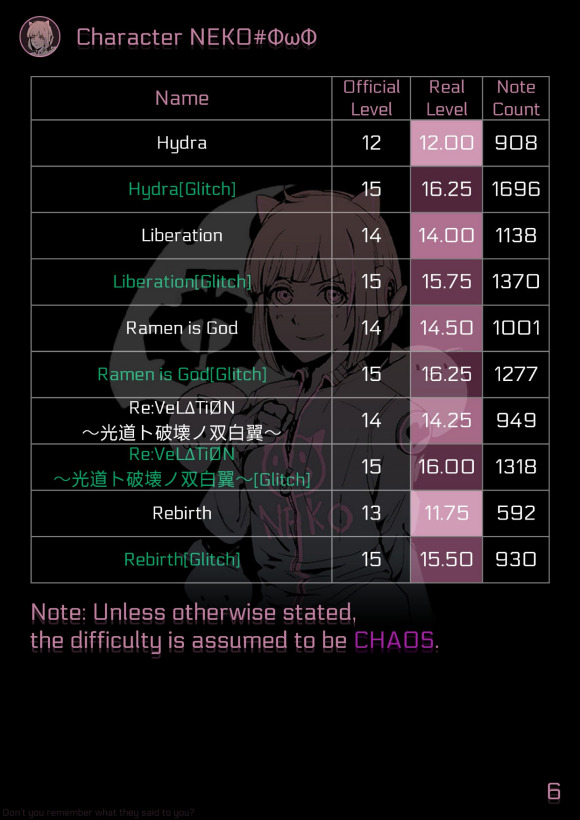 Character NEKO#ΦωΦ
Name Official Level Real Level Note Count
Hydra 12 12.00 908
Hydra[Glitch] 15 16.25 1696
Liberation 14 14.00 1138
Liberation[Glitch] 15 15.75 1370
Ramen is God 14 14.50 1001
Ramen is God[Glitch] 15 16.25 1277
Re:VeLΔTiØN
～光道ト破壊ノ双白翼～ 14 14.25 949
Re:VeLΔTiØN
～光道ト破壊ノ双白翼～[Glitch] 15 16.00 1318
Rebirth 13 11.75 592
Rebirth[Glitch] 15 15.50 930
NEKO
Note: Unless otherwise stated,
the difficulty is assumed to be CHAOS.
6
Don't you remember what they said to you?